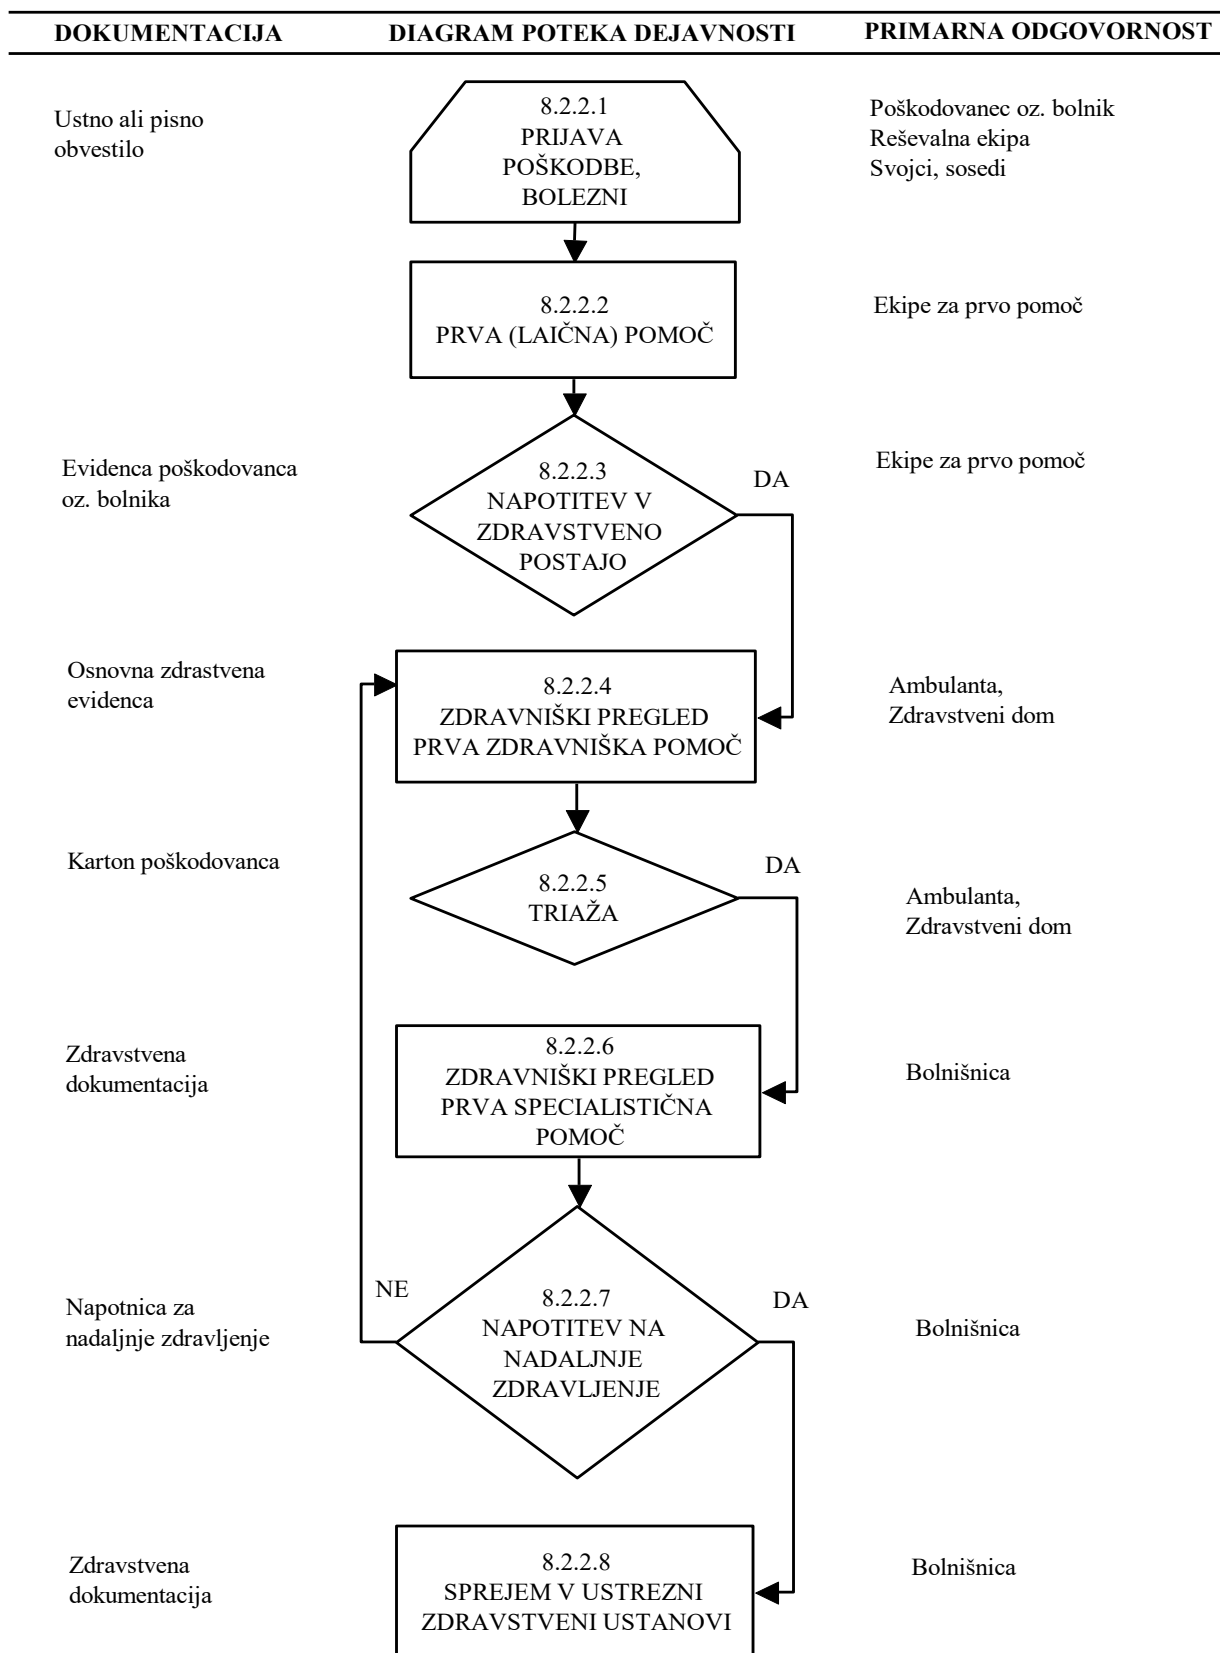 DOKUMENTACIJA DIAGRAM POTEKA DEJAVNOSTI PRIMARNA ODGOVORNOST
Ustno ali pisno
obvestilo
8.2.2.1
PRIJAVA
POŠKODBE,
BOLEZNI
Poškodovanec oz. bolnik
Reševalna ekipa
Svojci, sosedi
8.2.2.2
PRVA (LAIČNA) POMOČ
Ekipe za prvo pomoč
Evidenca poškodovanca
oz. bolnika
8.2.2.3
NAPOTITEV V
ZDRAVSTVENO
POSTAJO
DA
Ekipe za prvo pomoč
Osnovna zdrastvena
evidenca
8.2.2.4
ZDRAVNIŠKI PREGLED
PRVA ZDRAVNIŠKA POMOČ
Ambulanta,
Zdravstveni dom
Karton poškodovanca
8.2.2.5
TRIAŽA
DA
Ambulanta,
Zdravstveni dom
Zdravstvena
dokumentacija
8.2.2.6
ZDRAVNIŠKI PREGLED
PRVA SPECIALISTIČNA
POMOČ
Bolnišnica
Napotnica za
nadaljnje zdravljenje
NE
8.2.2.7
NAPOTITEV NA
NADALJNJE
ZDRAVLJENJE
DA
Bolnišnica
Zdravstvena
dokumentacija
8.2.2.8
SPREJEM V USTREZNI
ZDRAVSTVENI USTANOVI
Bolnišnica